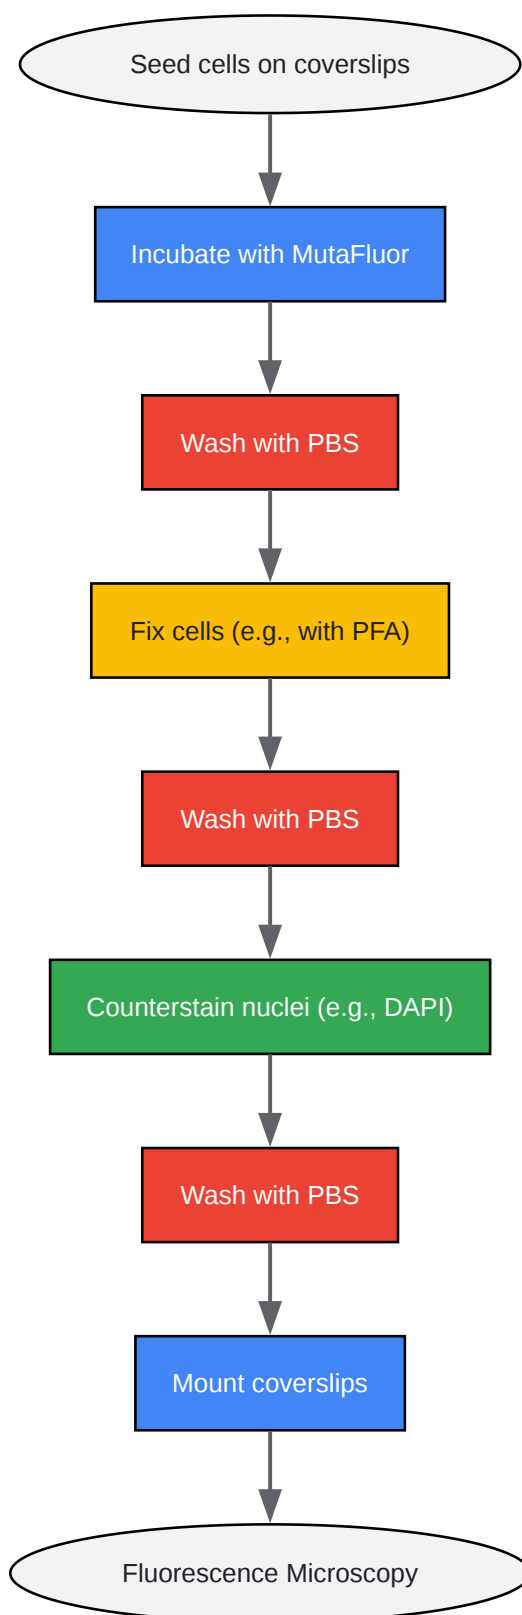 Seed cells on coverslips
Incubate with MutaFluor
Wash with PBS
Fix cells (e.g., with PFA)
Wash with PBS
Counterstain nuclei (e.g., DAPI)
Wash with PBS
Mount coverslips
Fluorescence Microscopy